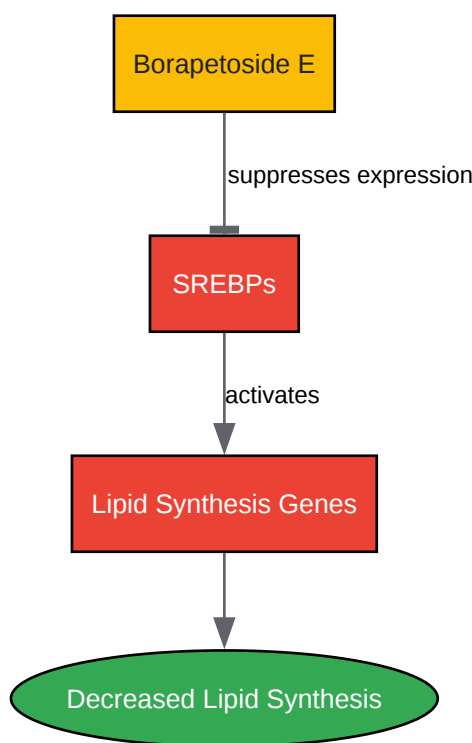 Borapetoside E
suppresses expression
SREBPs
activates
Lipid Synthesis Genes
Decreased Lipid Synthesis